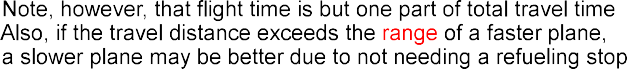 Note, however, that flight time is but one part of total travel time
Also, if the travel distance exceeds the range of a faster plane,
a slower plane may be better due to not needing a refueling stop